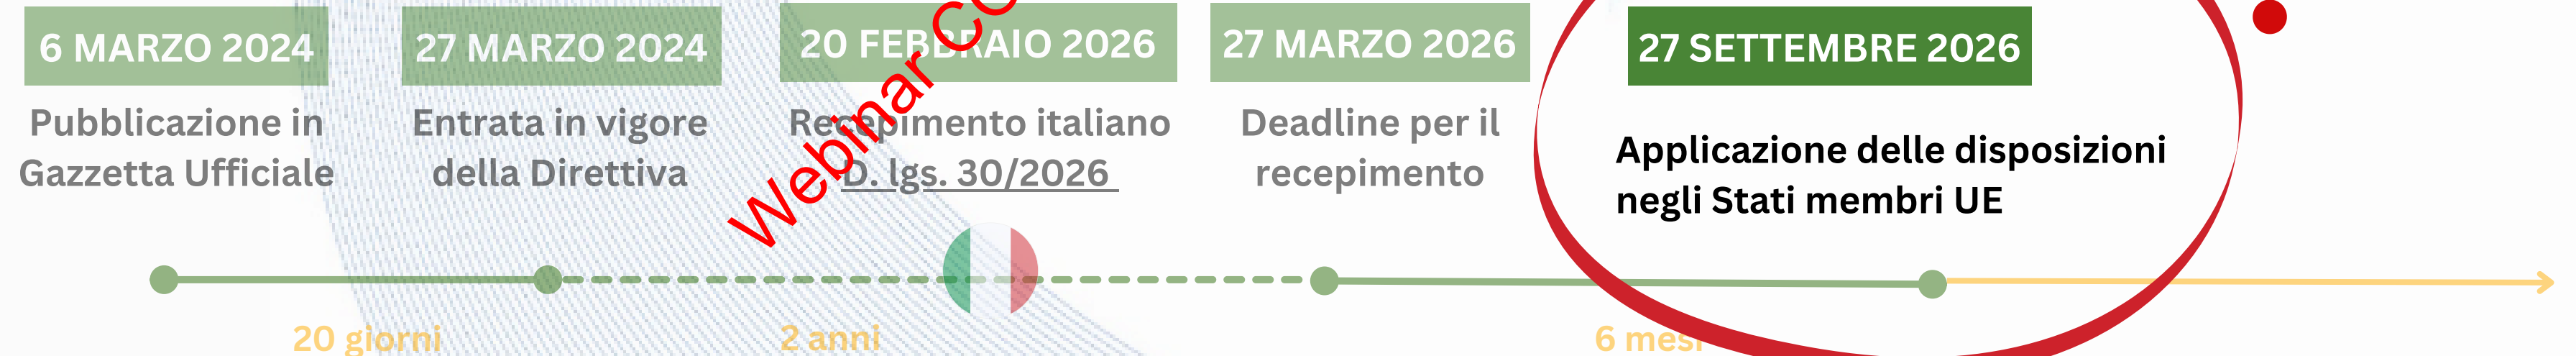 6 MARZO 2024
Pubblicazione in
Gazzetta Ufficiale
27 MARZO 2024
Entrata in vigore
della Direttiva
20 FEBBRAIO 2026
Recepimento italiano
D. lgs. 30/2026
27 MARZO 2026
Deadline per il
recepimento
27 SETTEMBRE 2026
Applicazione delle disposizioni
negli Stati membri UE
20 giorni
2 anni
6 mesi
Webinar